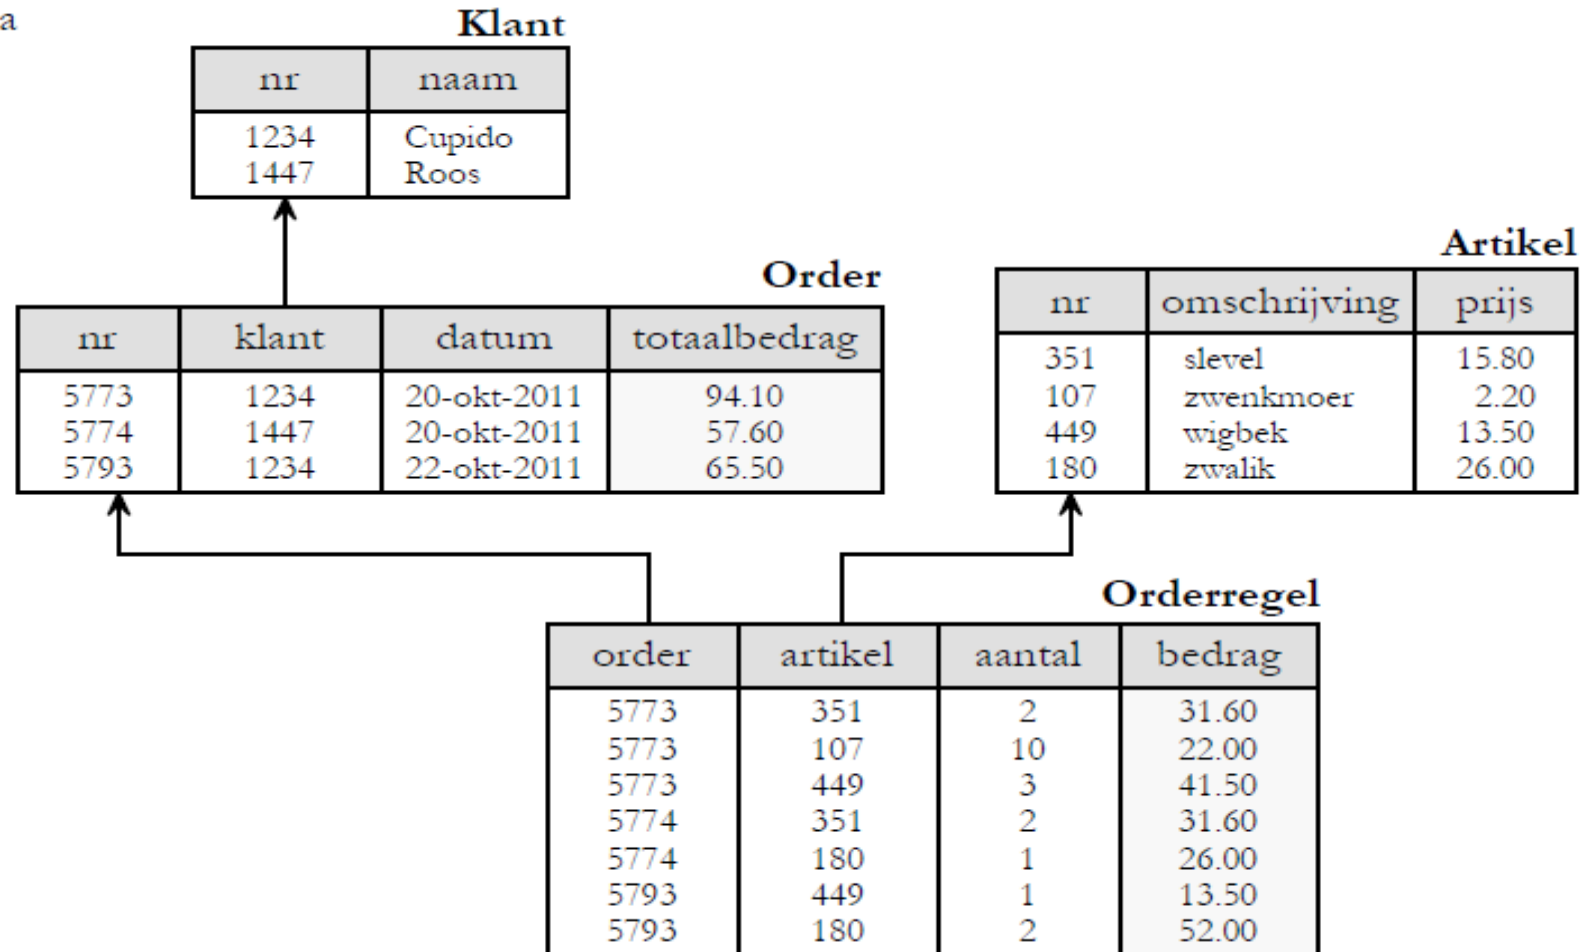 a
Klant
nr naam
1234 Cupido
1447 Roos
Order
nr klant datum totaalbedrag
5773 1234 20-okt-2011 94.10
5774 1447 20-okt-2011 57.60
5793 1234 22-okt-2011 65.50
Artikel
nr omschrijving prijs
351 slevel 15.80
107 zwenkmoer 2.20
449 wigbek 13.50
180 zwalik 26.00
Orderregel
order artikel aantal bedrag
5773 351 2 31.60
5773 107 10 22.00
5773 449 3 41.50
5774 351 2 31.60
5774 180 1 26.00
5793 449 1 13.50
5793 180 2 52.00